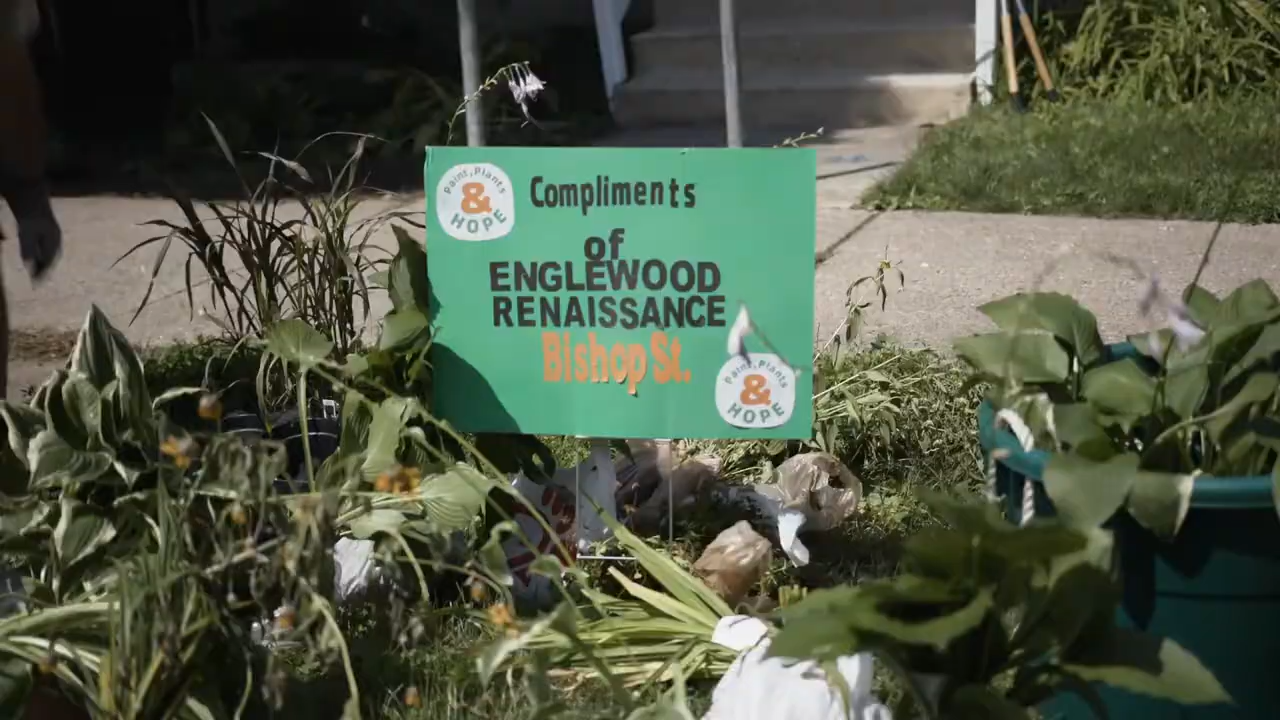 Paint, Plants
&
HOPE
Compliments
of
ENGLEWOOD
RENAISSANCE
Bishop St.
Paint, Plants
&
HOPE